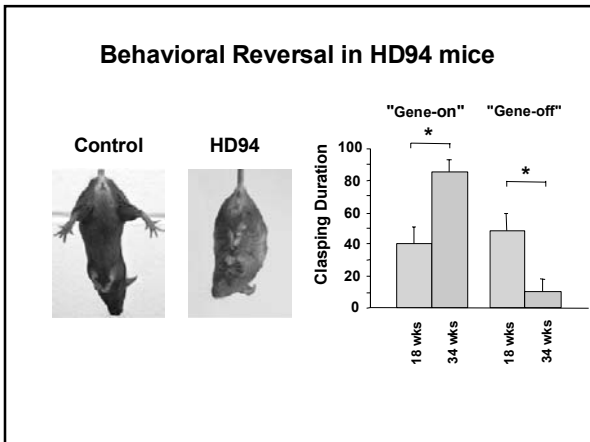 Behavioral Reversal in HD94 mice
Control
HD94
"Gene-on" "Gene-off"
* *
Clasping Duration
100
80
60
40
20
0
18 wks
34 wks
18 wks
34 wks